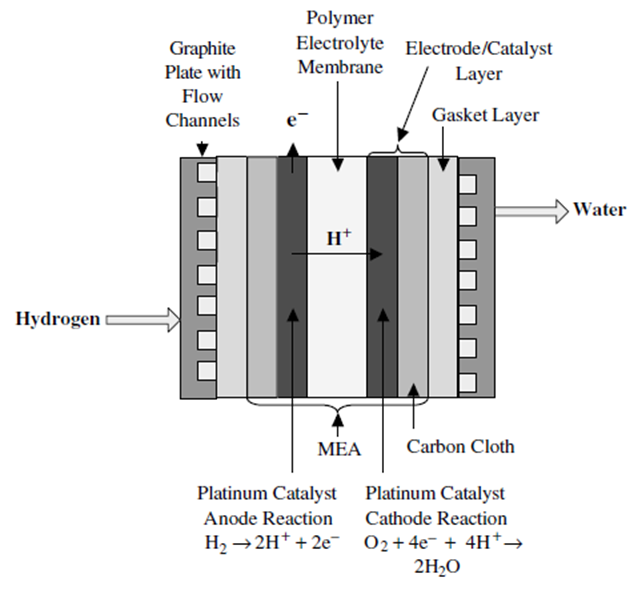 Polymer
Electrolyte
Membrane
Graphite
Plate with
Flow
Channels
e⁻
Electrode/Catalyst
Layer
Gasket Layer
Water
H⁺
Hydrogen
MEA
Carbon Cloth
Platinum Catalyst
Anode Reaction
H₂ → 2H⁺ + 2e⁻
Platinum Catalyst
Cathode Reaction
O₂ + 4e⁻ + 4H⁺ →
2H₂O